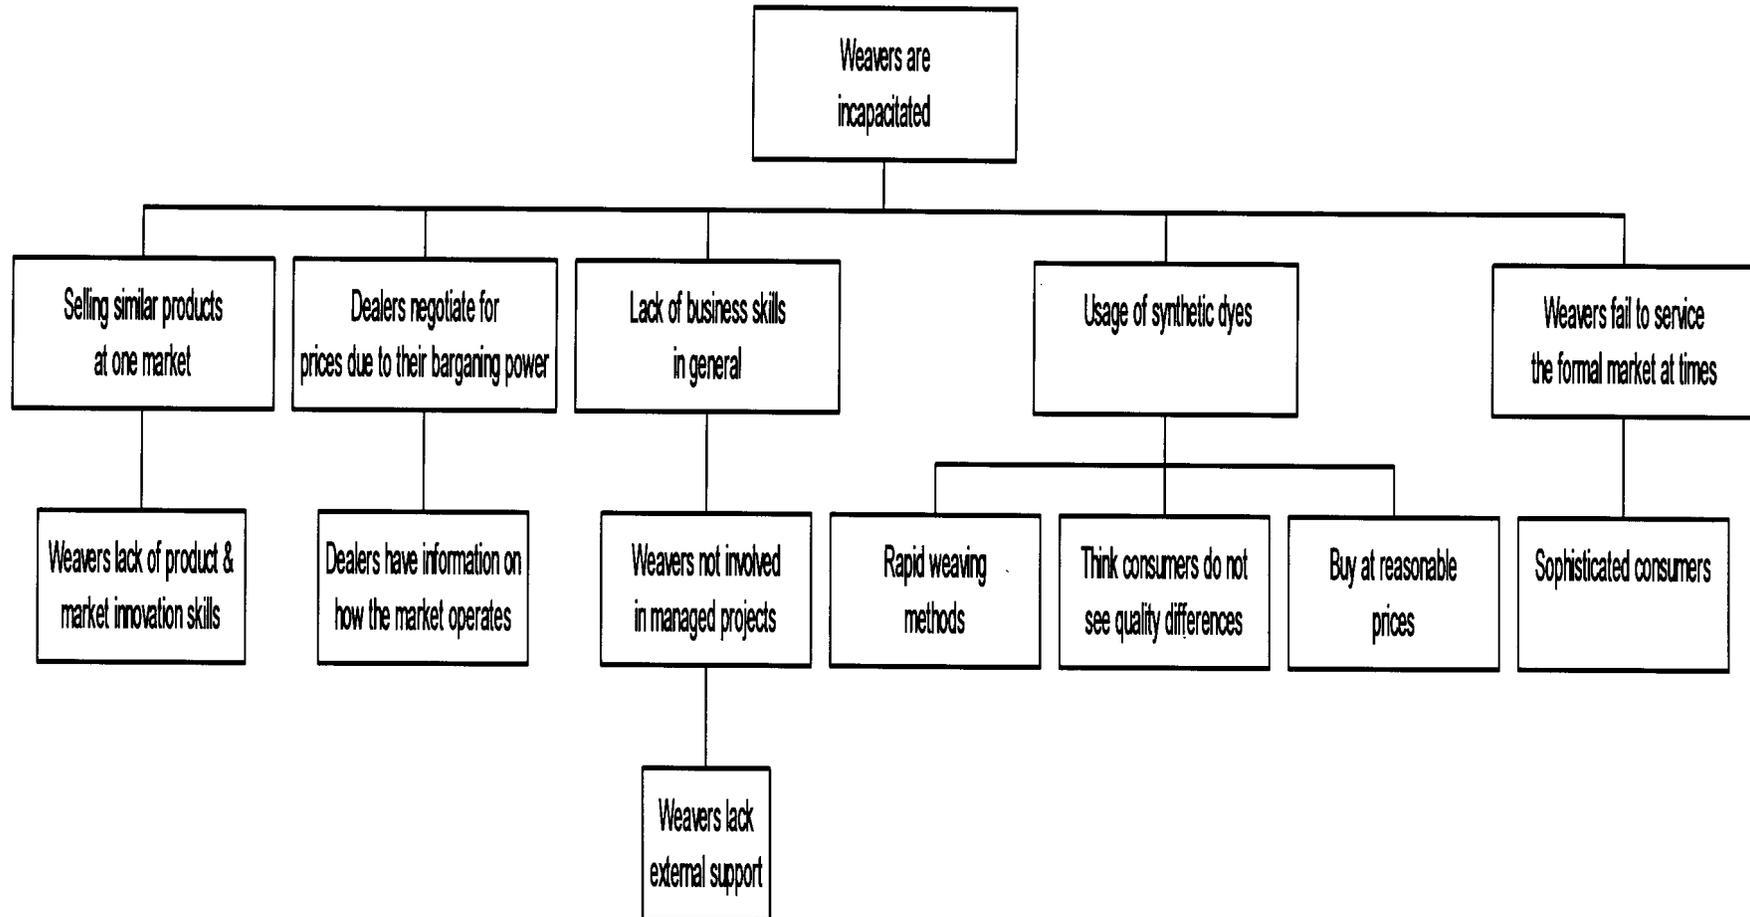 Weavers are
incapacitated
Selling similar products
at one market
Dealers negotiate for
prices due to their barganing power
Lack of business skills
in general
Usage of synthetic dyes
Weavers fail to service
the formal market at times
Weavers lack of product &
market innovation skills
Dealers have information on
how the market operates
Weavers not involved
in managed projects
Rapid weaving
methods
Think consumers do not
see quality differences
Buy at reasonable
prices
Sophisticated consumers
Weavers lack
external support